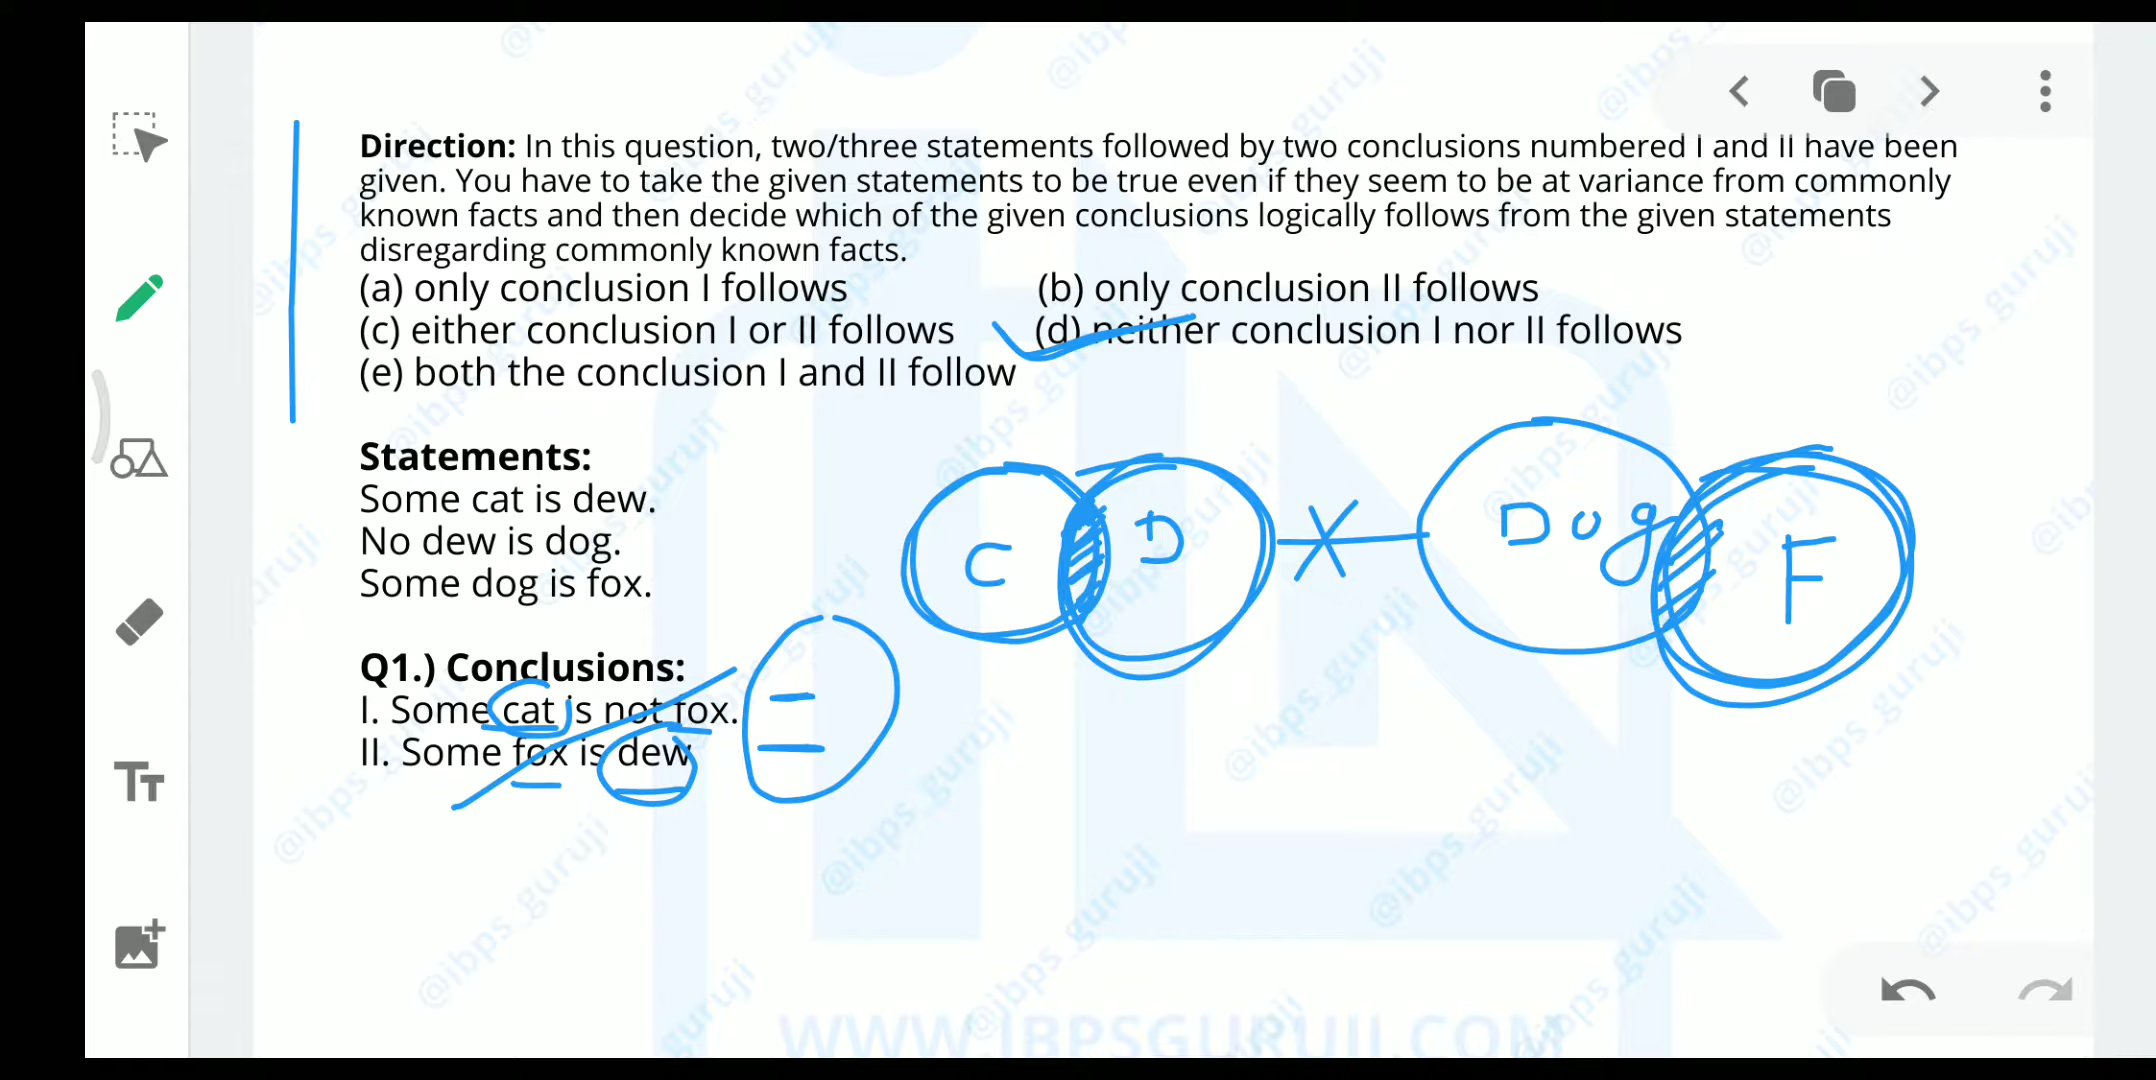 Direction: In this question, two/three statements followed by two conclusions numbered I and II have been
given. You have to take the given statements to be true even if they seem to be at variance from commonly
known facts and then decide which of the given conclusions logically follows from the given statements
disregarding commonly known facts.
(a) only conclusion I follows (b) only conclusion II follows
(c) either conclusion I or II follows (d) neither conclusion I nor II follows
(e) both the conclusion I and II follow
Statements:
Some cat is dew.
No dew is dog.
Some dog is fox.
C D Dog F
Q1.) Conclusions:
I. Some cat is not fox.
II. Some fox is dew
TT
@ibps_guruji
WWW.IBPSGURUJI.COM